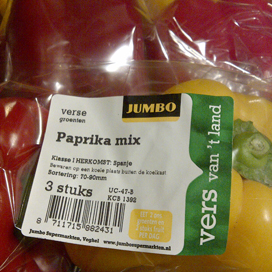 verse
groenten
JUMBO
Paprika mix
Klasse I HERKOMST: Spanje
Bewaren op een koele plaats buiten de koelkast
Sortering: 70-90mm
3 stuks
UC-47-3
KCB 1392
8 711715 882431
Jumbo Supermarkten, Veghel www.jumbosupermarkten.nl
vers van 't land